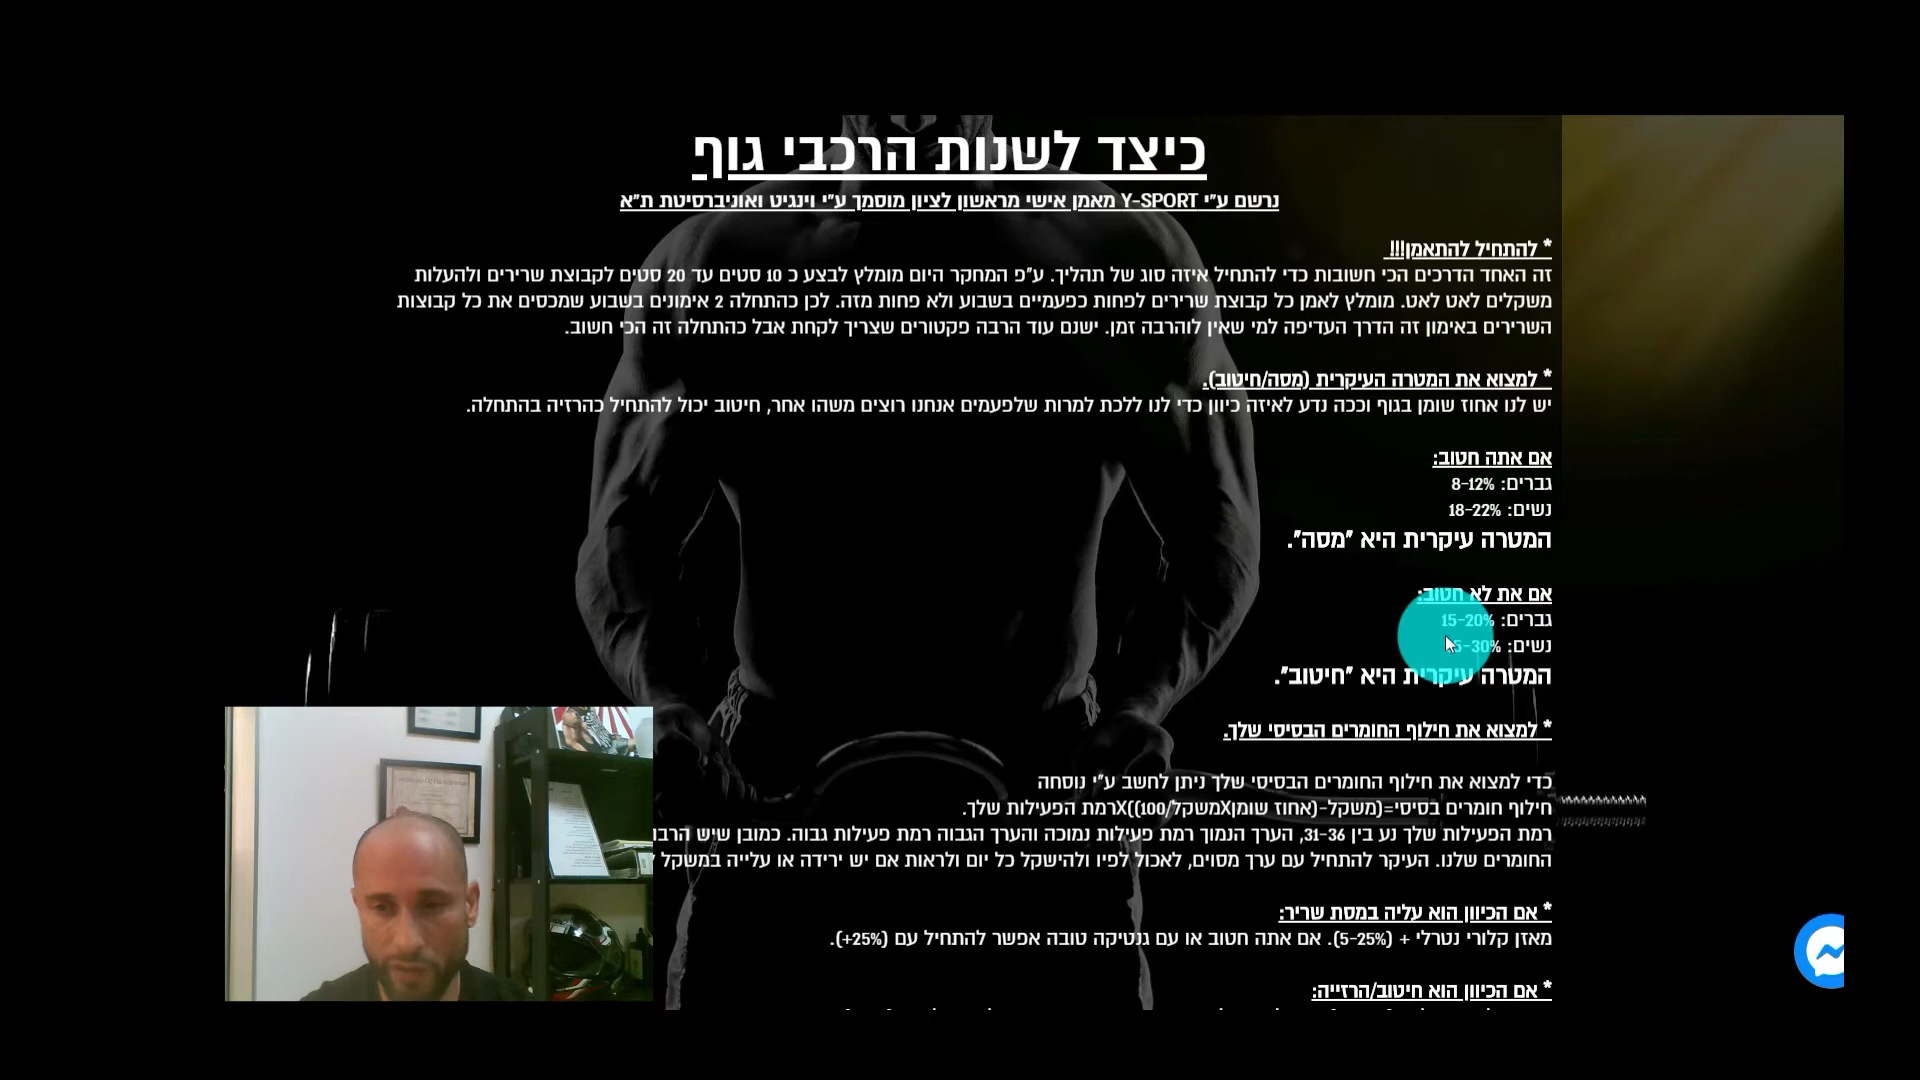 כיצד לשנות הרכבי גוף
נרשם ע"י Y-SPORT מאמן אישי מראשון לציון מוסמך ע"י וינגיט ואוניברסיטת ת"א
* להתחיל להתאמן!!!
זה האחד הדרכים הכי חשובות כדי להתחיל איזה סוג של תהליך. ע"פ המחקר היום מומלץ לבצע כ 10 סטים עד 20 סטים לקבוצת שרירים ולהעלות
משקלים לאט לאט. מומלץ לאמן כל קבוצת שרירים לפחות כפעמיים בשבוע ולא פחות מזה. לכן כהתחלה 2 אימונים בשבוע שמכסים את כל קבוצות
השרירים באימון זה הדרך העדיפה למי שאין לוהרבה זמן. ישנם עוד הרבה פקטורים שצריך לקחת אבל כהתחלה זה הכי חשוב.
* למצוא את המטרה העיקרית (מסה/חיטוב).
יש לנו אחוז שומן בגוף וככה נדע לאיזה כיוון כדי לנו ללכת למרות שלפעמים אנחנו רוצים משהו אחר, חיטוב יכול להתחיל כהרזיה בהתחלה.
אם אתה חטוב:
גברים: 8-12%
נשים: 18-22%
המטרה עיקרית היא "מסה".
אם את לא חטוב:
גברים: 15-20%
נשים: 5-30%
המטרה עיקרית היא "חיטוב".
* למצוא את חילוף החומרים הבסיסי שלך.
כדי למצוא את חילוף החומרים הבסיסי שלך ניתן לחשב ע"י נוסחה
חילוף חומרים בסיסי=(משקל-(אחוז שומןXמשקל/100))Xרמת הפעילות שלך.
רמת הפעילות שלך נע בין 31-36, הערך הנמוך רמת פעילות נמוכה והערך הגבוה רמת פעילות גבוה. כמובן שיש הרב
החומרים שלנו. העיקר להתחיל עם ערך מסוים, לאכול לפיו ולהישקל כל יום ולראות אם יש ירידה או עלייה במשקל
* אם הכיוון הוא עליה במסת שריר:
מאזן קלורי נטרלי + (5-25%). אם אתה חטוב או עם גנטיקה טובה אפשר להתחיל עם (25%+).
* אם הכיוון הוא חיטוב/הרזייה: